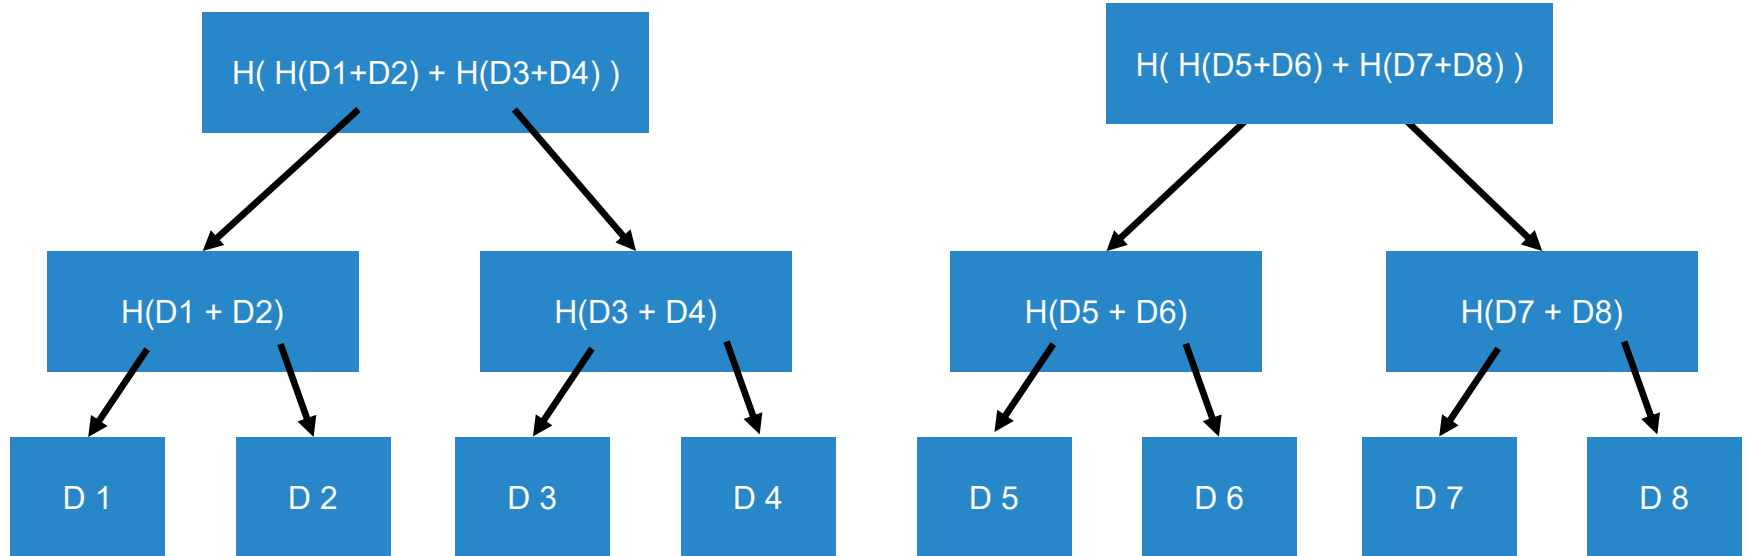 H( H(D1+D2) + H(D3+D4) )
H( H(D5+D6) + H(D7+D8) )
H(D1 + D2)
H(D3 + D4)
H(D5 + D6)
H(D7 + D8)
D 1
D 2
D 3
D 4
D 5
D 6
D 7
D 8